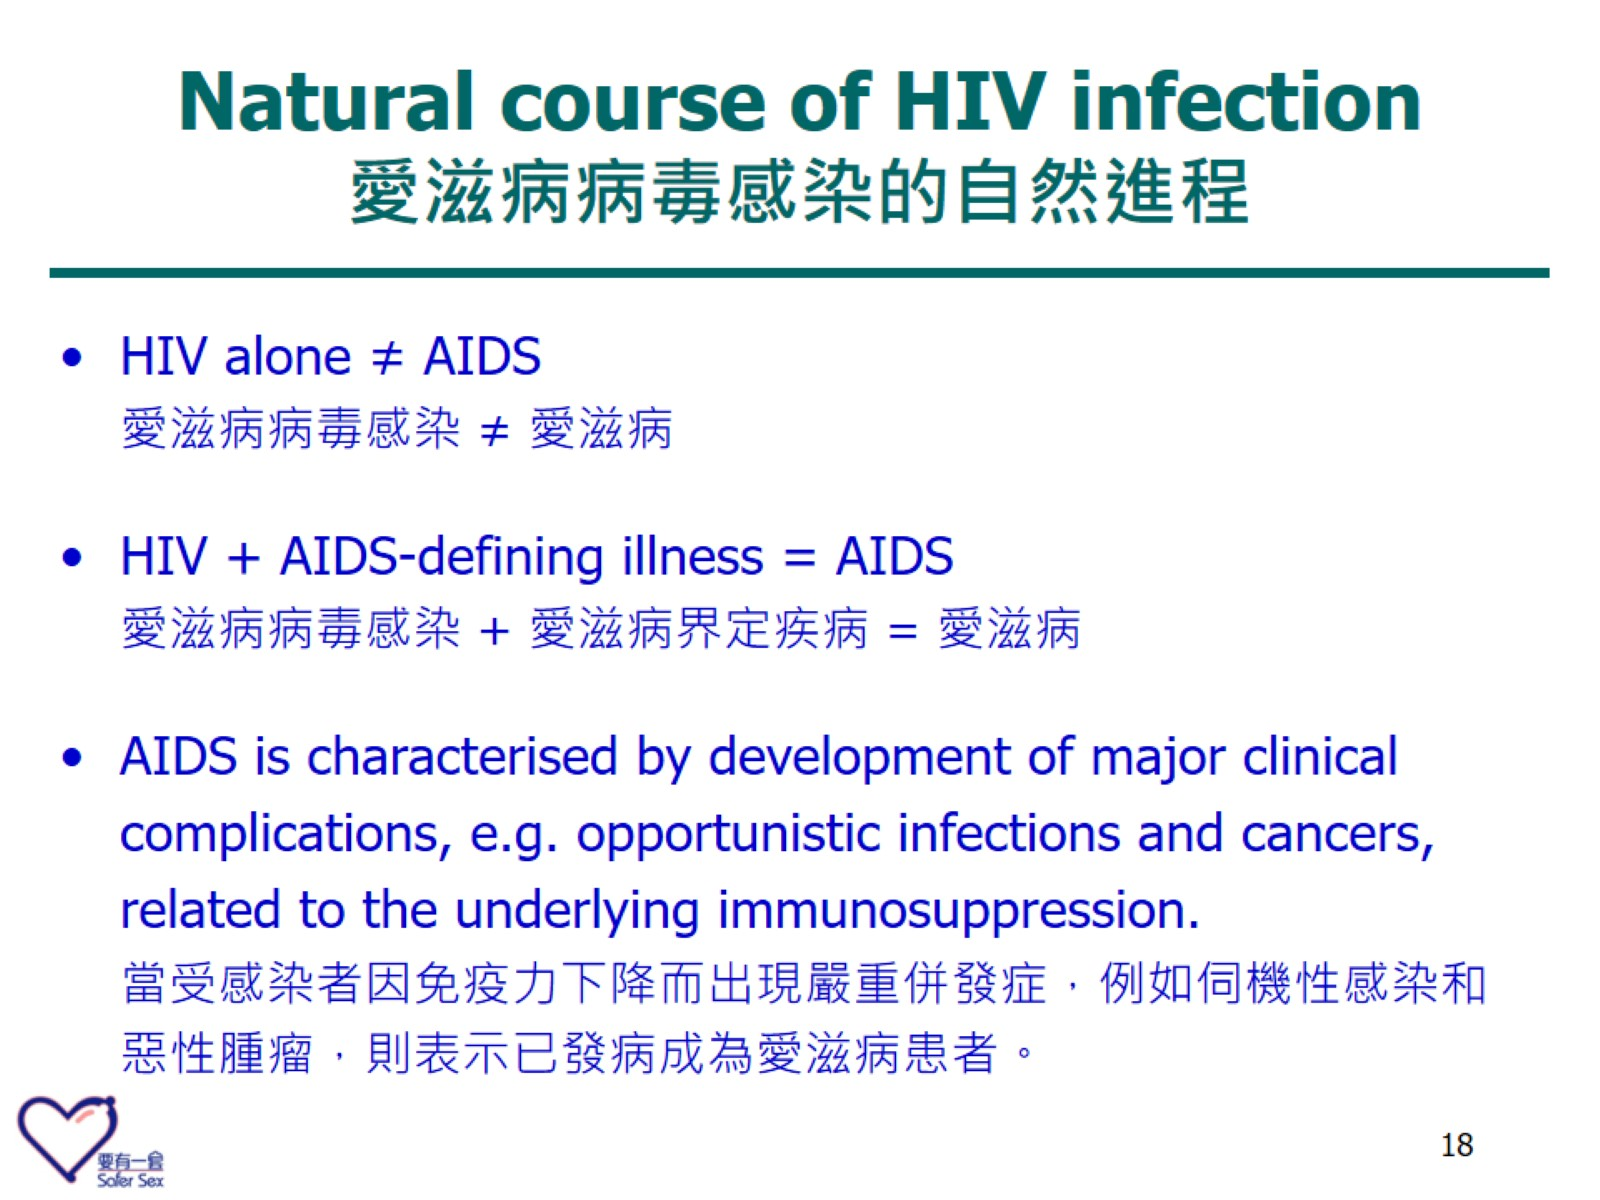 Natural course of HIV infection
愛滋病病毒感染的自然進程
• HIV alone ≠ AIDS
愛滋病病毒感染 ≠ 愛滋病
• HIV + AIDS-defining illness = AIDS
愛滋病病毒感染 + 愛滋病界定疾病 = 愛滋病
• AIDS is characterised by development of major clinical
complications, e.g. opportunistic infections and cancers,
related to the underlying immunosuppression.
當受感染者因免疫力下降而出現嚴重併發症，例如伺機性感染和
惡性腫瘤，則表示已發病成為愛滋病患者。
要有一套
Safer Sex
18